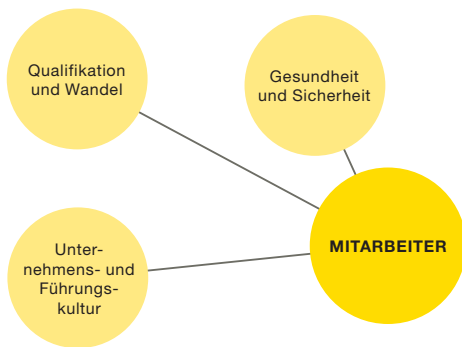 Qualifikation
und Wandel
Gesundheit
und Sicherheit
MITARBEITER
Unter-
nehmens- und
Führungs-
kultur